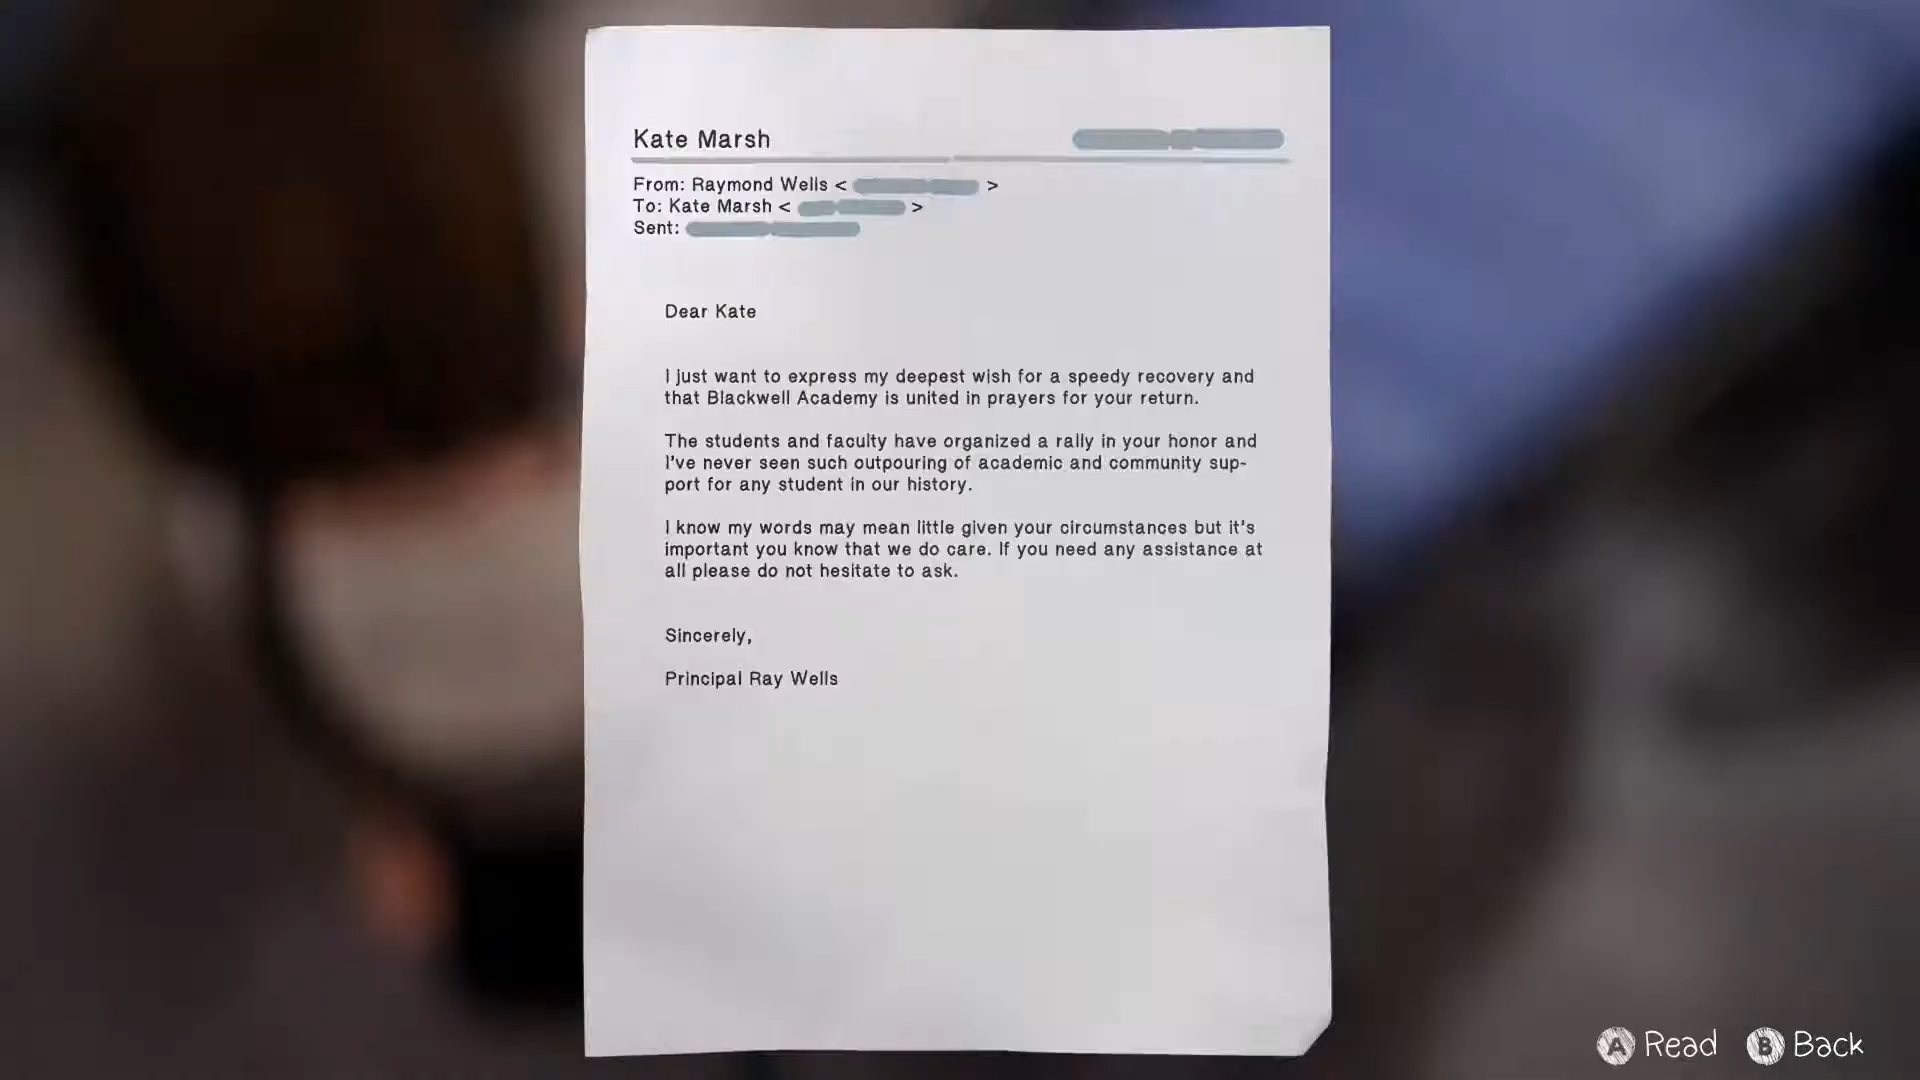 Kate Marsh
From: Raymond Wells < >
To: Kate Marsh < >
Sent:
Dear Kate
I just want to express my deepest wish for a speedy recovery and
that Blackwell Academy is united in prayers for your return.
The students and faculty have organized a rally in your honor and
I've never seen such outpouring of academic and community sup-
port for any student in our history.
I know my words may mean little given your circumstances but it's
important you know that we do care. If you need any assistance at
all please do not hesitate to ask.
Sincerely,
Principal Ray Wells
A Read B Back